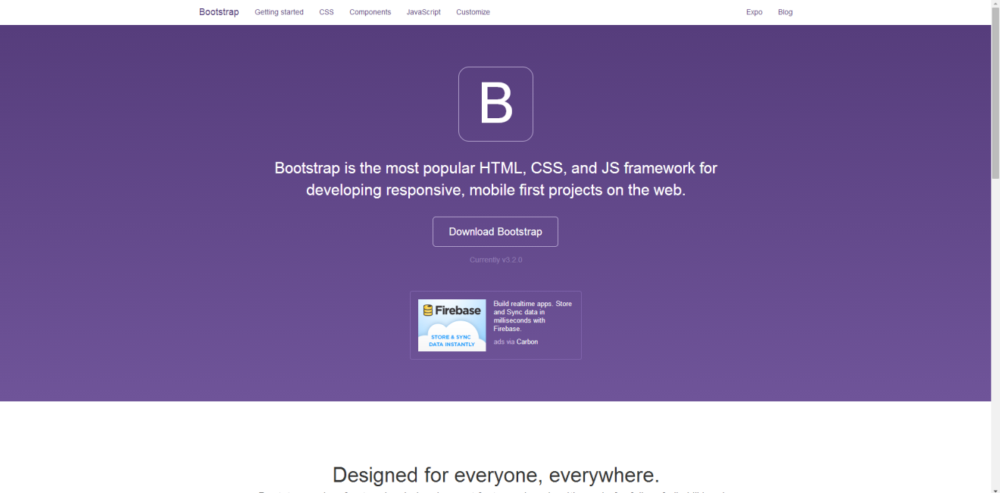 Bootstrap Getting started CSS Components JavaScript Customize Expo Blog
B
Bootstrap is the most popular HTML, CSS, and JS framework for
developing responsive, mobile first projects on the web.
Download Bootstrap
Currently v3.2.0
Firebase
STORE & SYNC
DATA INSTANTLY
Build realtime apps. Store
and Sync data in
milliseconds with
Firebase.
ads via Carbon
Designed for everyone, everywhere.